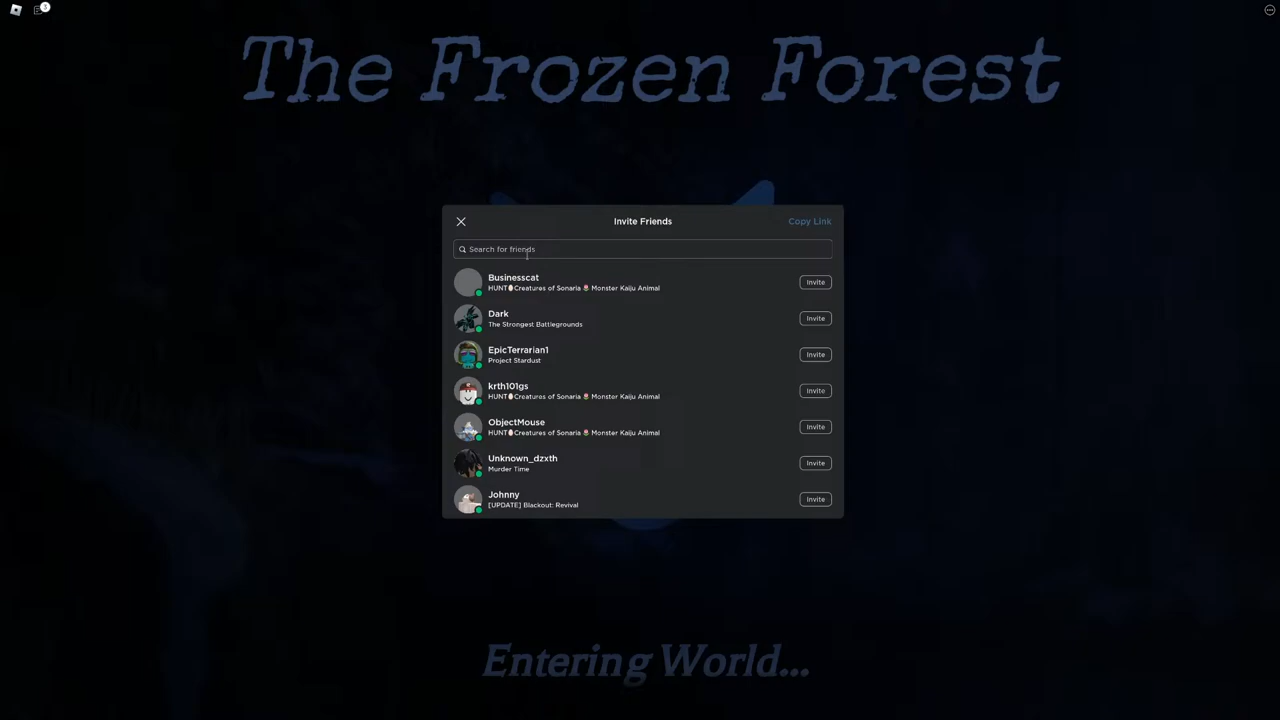 3
The Frozen Forest
Invite Friends
Copy Link
Search for friends
Businesscat
HUNT🥚Creatures of Sonaria 🌷 Monster Kaiju Animal
Invite
Dark
The Strongest Battlegrounds
Invite
EpicTerrarian1
Project Stardust
Invite
krth101gs
HUNT🥚Creatures of Sonaria 🌷 Monster Kaiju Animal
Invite
ObjectMouse
HUNT🥚Creatures of Sonaria 🌷 Monster Kaiju Animal
Invite
Unknown_dzxth
Murder Time
Invite
Johnny
[UPDATE] Blackout: Revival
Invite
Entering World...